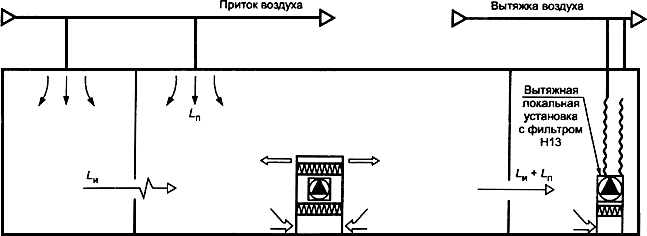 Приток воздуха
Вытяжка воздуха
Вытяжная
локальная
установка
с фильтром
H13
Lп
Lи
Lи + Lп